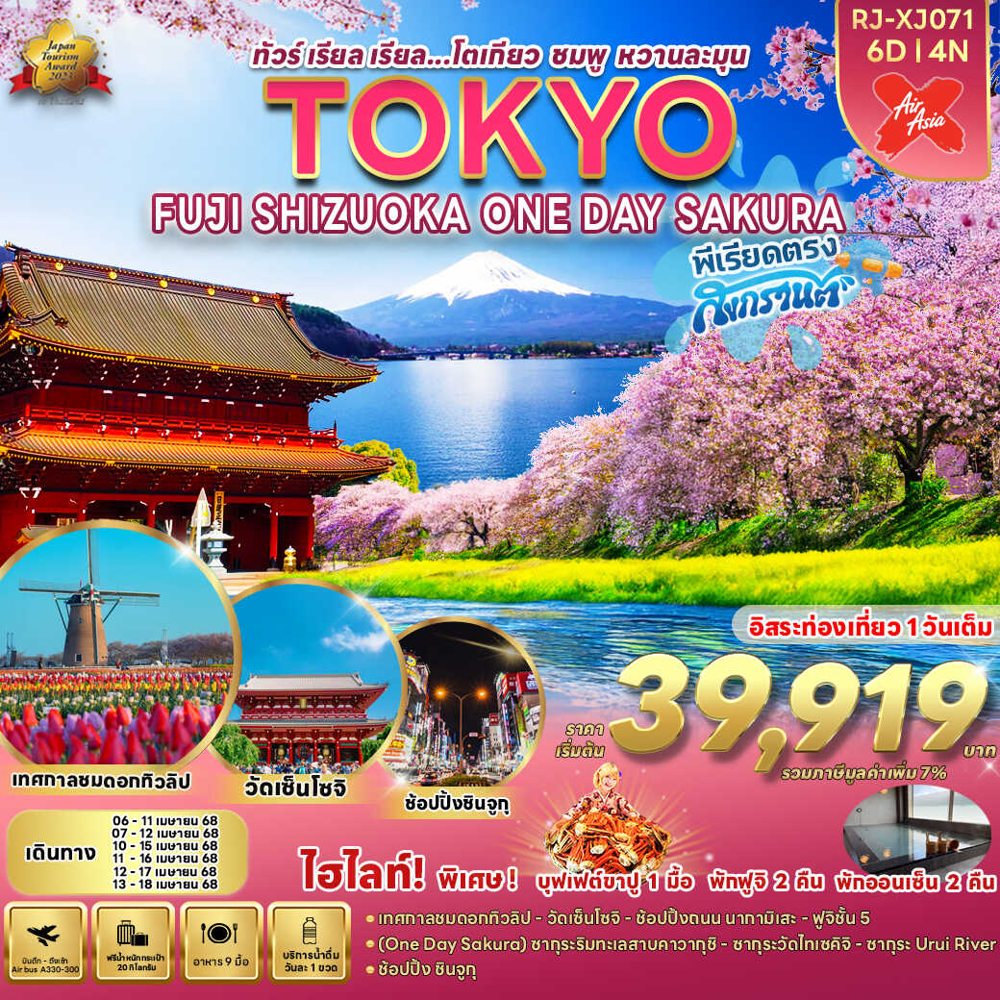 Japan
Tourism
Award
2023
in Thailand
RJ-XJ071
6D | 4N
Air
Asia
X
ทัวร์ เรียล เรียล...โตเกียว ชมพู หวานละมุน
TOKYO
FUJI SHIZUOKA ONE DAY SAKURA
พีเรียดตรง
สงกรานต์
อิสระท่องเที่ยว 1 วันเต็ม
ราคา
เริ่มต้น
39,919
บาท
รวมภาษีมูลค่าเพิ่ม 7%
เทศกาลชมดอกทิวลิป
วัดเซ็นโซจิ
ช้อปปิ้งชินจูกุ
เดินทาง
06 - 11 เมษายน 68
07 - 12 เมษายน 68
10 - 15 เมษายน 68
11 - 16 เมษายน 68
12 - 17 เมษายน 68
13 - 18 เมษายน 68
ไฮไลท์! พิเศษ! บุฟเฟต์ขาปู 1 มื้อ พักฟูจิ 2 คืน พักออนเซ็น 2 คืน
• เทศกาลชมดอกทิวลิป - วัดเซ็นโซจิ - ช้อปปิ้งถนน นากามิเสะ - ฟูจิชั้น 5
• (One Day Sakura) ซากุระริมทะเลสาบคาวากุชิ - ซากุระวัดไทเซคิจิ - ซากุระ Urui River
• ช้อปปิ้ง ชินจูกุ
บินดึก - ถึงเช้า
Air bus A330-300
ฟรีน้ำหนักกระเป๋า
20 กิโลกรัม
อาหาร 9 มื้อ
บริการน้ำดื่ม
วันละ 1 ขวด